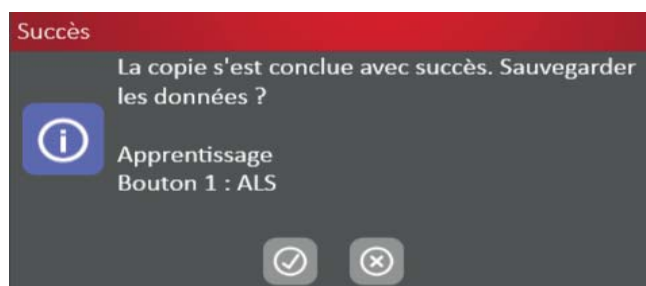 Succès
La copie s'est conclue avec succès. Sauvegarder
les données ?
Apprentissage
Bouton 1 : ALS